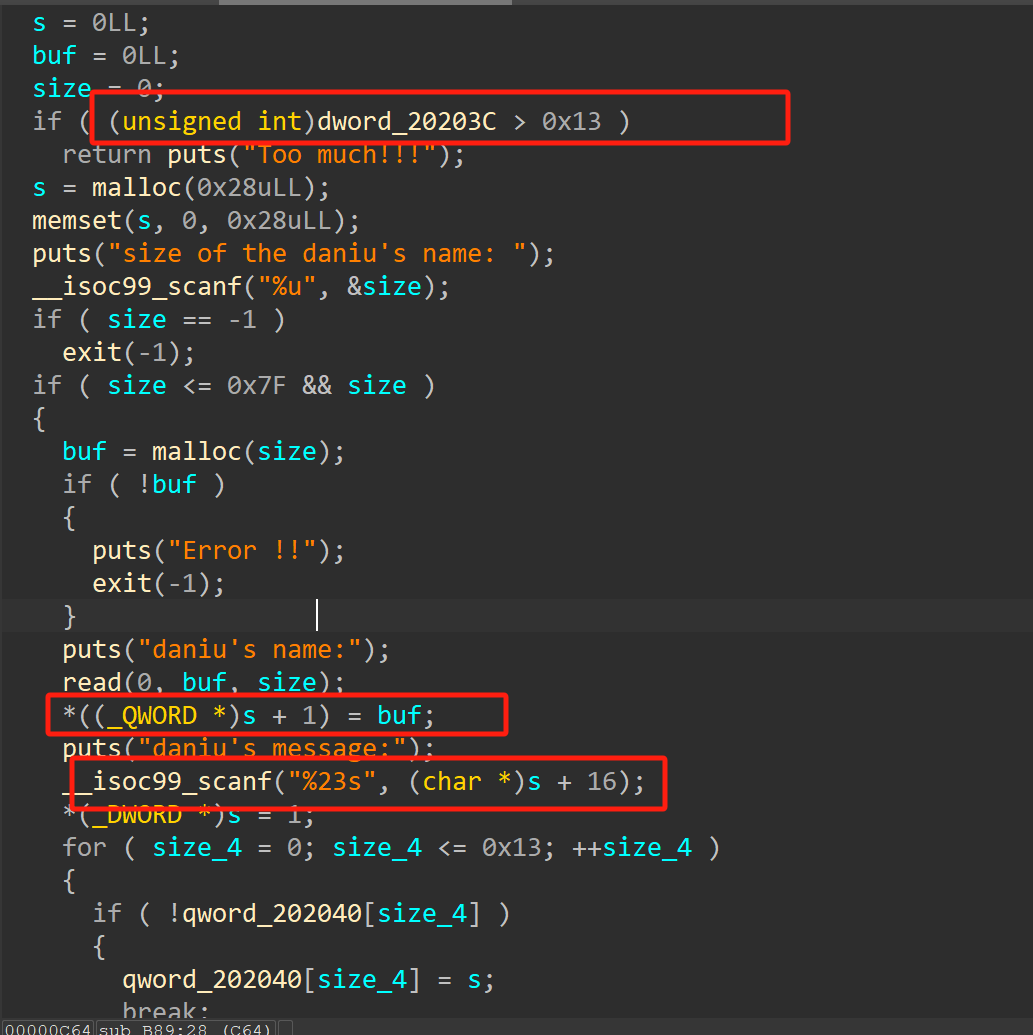 s = 0LL;
buf = 0LL;
size = 0;
if ( (unsigned int)dword_20203C > 0x13 )
return puts("Too much!!!");
s = malloc(0x28uLL);
memset(s, 0, 0x28uLL);
puts("size of the daniu's name: ");
__isoc99_scanf("%u", &size);
if ( size == -1 )
exit(-1);
if ( size <= 0x7F && size )
{
buf = malloc(size);
if ( !buf )
{
puts("Error !!");
exit(-1);
}
puts("daniu's name:");
read(0, buf, size);
*((_QWORD *)s + 1) = buf;
puts("daniu's message:");
__isoc99_scanf("%23s", (char *)s + 16);
*(_DWORD *)s = 1;
for ( size_4 = 0; size_4 <= 0x13; ++size_4 )
{
if ( !qword_202040[size_4] )
{
qword_202040[size_4] = s;
break;
00000C64 sub_B89:28 (C64)